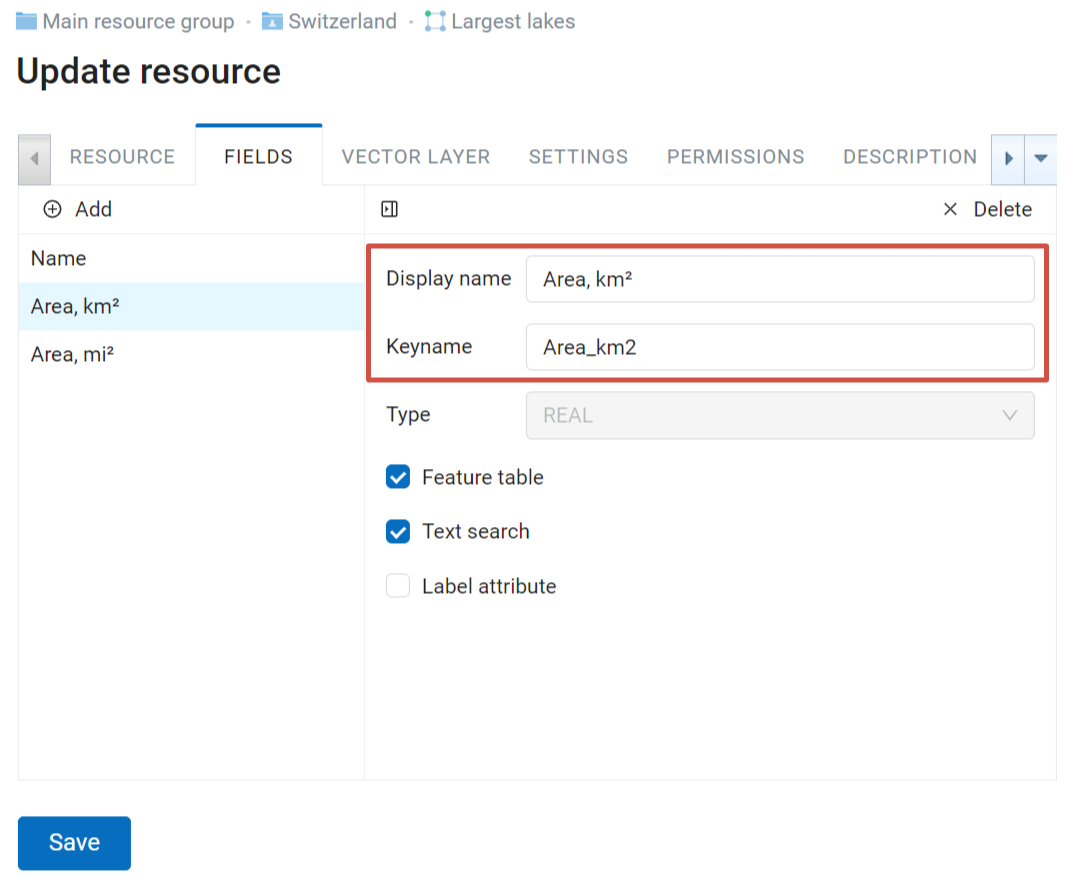 Main resource group · Switzerland · Largest lakes
Update resource
RESOURCE FIELDS VECTOR LAYER SETTINGS PERMISSIONS DESCRIPTION
Add
Delete
Name
Area, km²
Area, mi²
Display name Area, km²
Keyname Area_km2
Type REAL
Feature table
Text search
Label attribute
Save